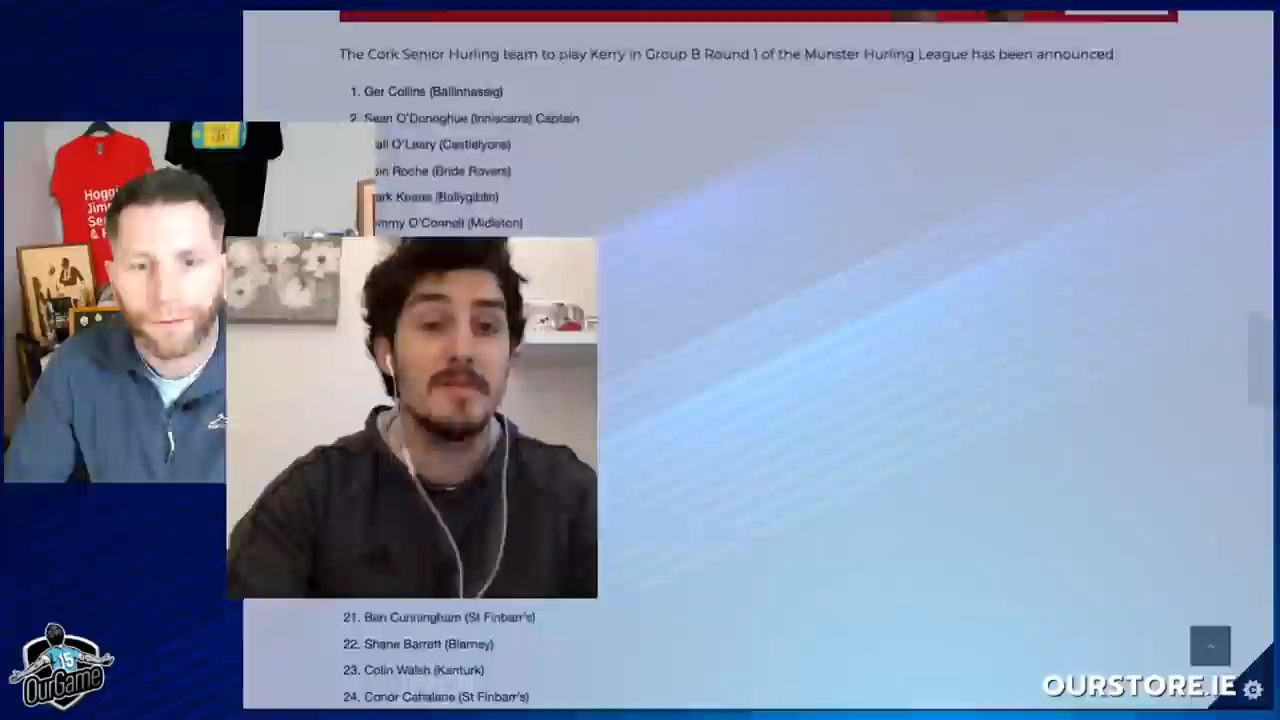 The Cork Senior Hurling team to play Kerry in Group B Round 1 of the Munster Hurling League has been announced
1. Ger Collins (Ballinhassig)
2. Sean O'Donoghue (Inniscarra) Captain
O'Leary (Castlelyons)
Roche (Bride Rovers)
Keane (Ballygiblin)
O'Connell (Midleton)
21. Ben Cunningham (St Finbarr's)
22. Shane Barrett (Blarney)
23. Colin Walsh (Kanturk)
24. Conor Cahalane (St Finbarr's)
15
OurGame
OURSTORE.IE